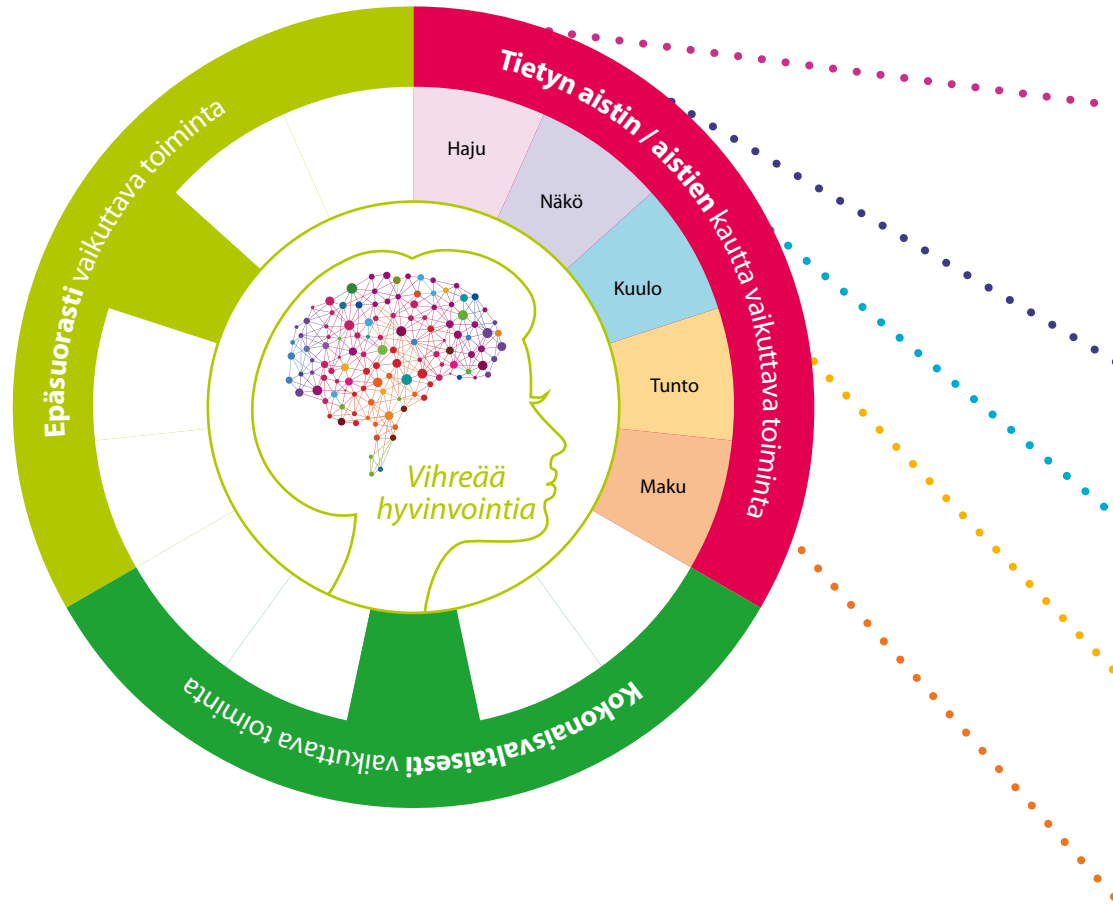 Tietyn aistin / aistien kautta vaikuttava toiminta
Haju
Näkö
Kuulo
Tunto
Maku
Kokonaisvaltaisesti vaikuttava toiminta
Epäsuorasti vaikuttava toiminta
Vihreää
hyvinvointia